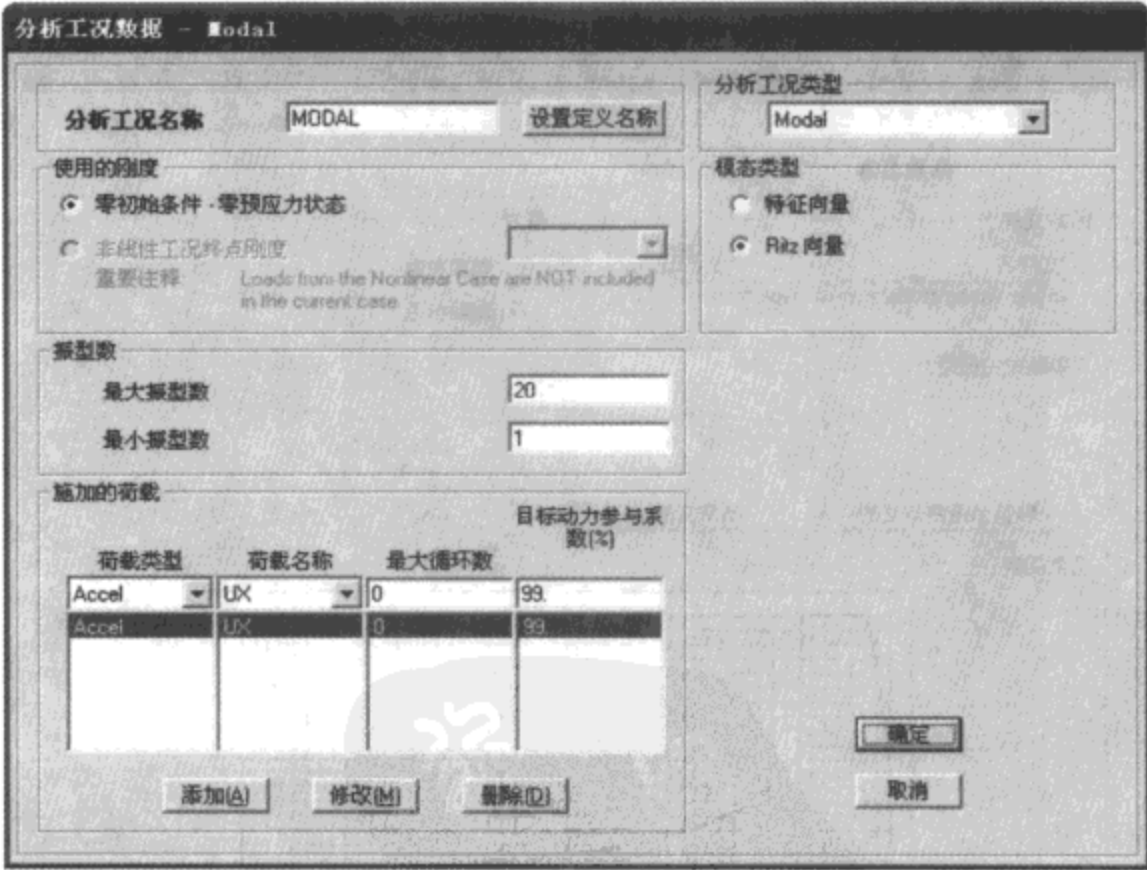 分析工况数据 - Modal
分析工况名称 MODAL 设置定义名称
分析工况类型
Modal
使用的刚度
零初始条件 - 零预应力状态
非线性工况终点刚度
重要注释 Loads from the Nonlinear Case are NOT included
in the current case
模态类型
特征向量
Ritz 向量
振型数
最大振型数 20
最小振型数 1
施加的荷载
荷载类型 荷载名称 最大循环数 目标动力参与系
数(%)
Accel UX 0 99.
Accel UX 0 99.
添加(A) 修改(M) 删除(D)
确定
取消